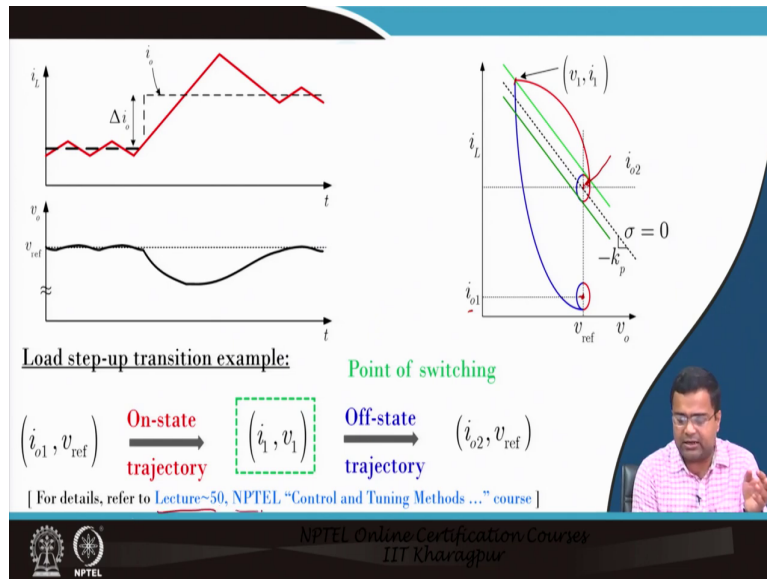 i_L
i_o
Δi_o
t
v_o
v_ref
t
(v_1, i_1)
i_L
i_o2
σ = 0
−k_p
i_o1
v_ref
v_o
Load step-up transition example:
Point of switching
(i_o1, v_ref) On-state trajectory (i_1, v_1) Off-state trajectory (i_o2, v_ref)
[ For details, refer to Lecture~50, NPTEL “Control and Tuning Methods ...” course ]
NPTEL Online Certification Courses
IIT Kharagpur
NPTEL